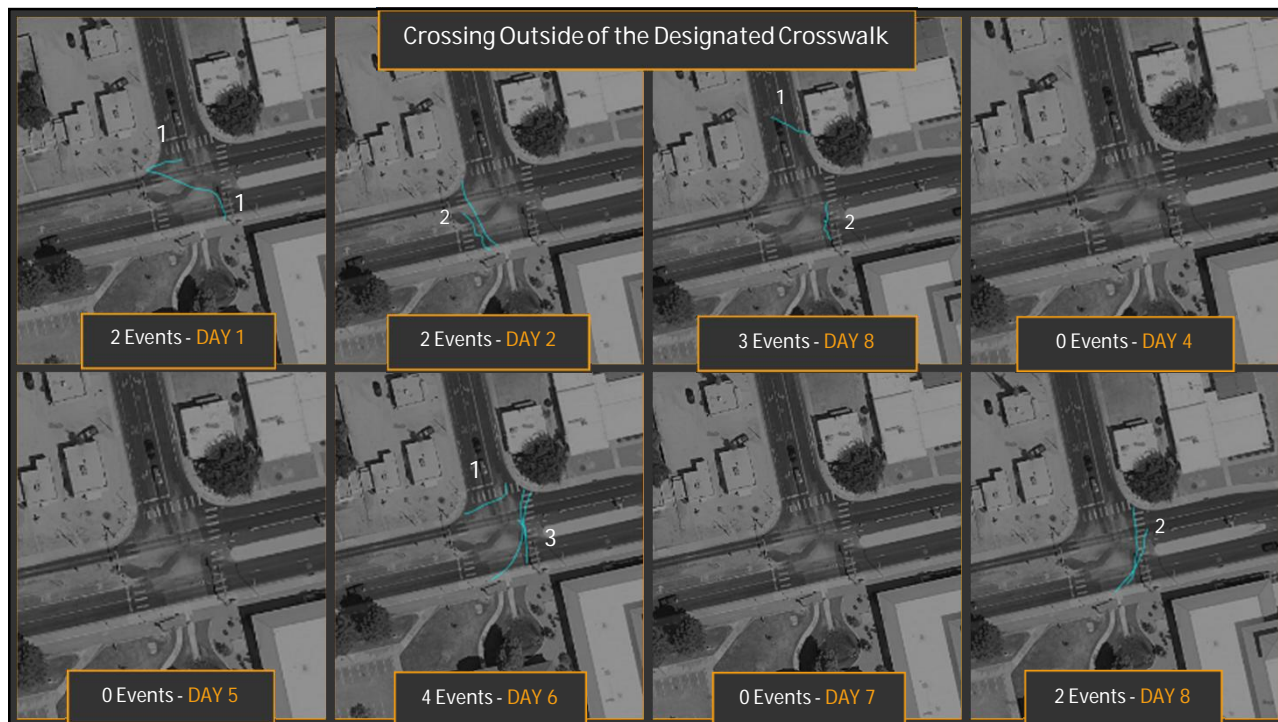 Crossing Outside of the Designated Crosswalk
1
1
2 Events - DAY 1
2
2 Events - DAY 2
1
2
3 Events - DAY 8
0 Events - DAY 4
0 Events - DAY 5
1
3
4 Events - DAY 6
0 Events - DAY 7
2
2 Events - DAY 8